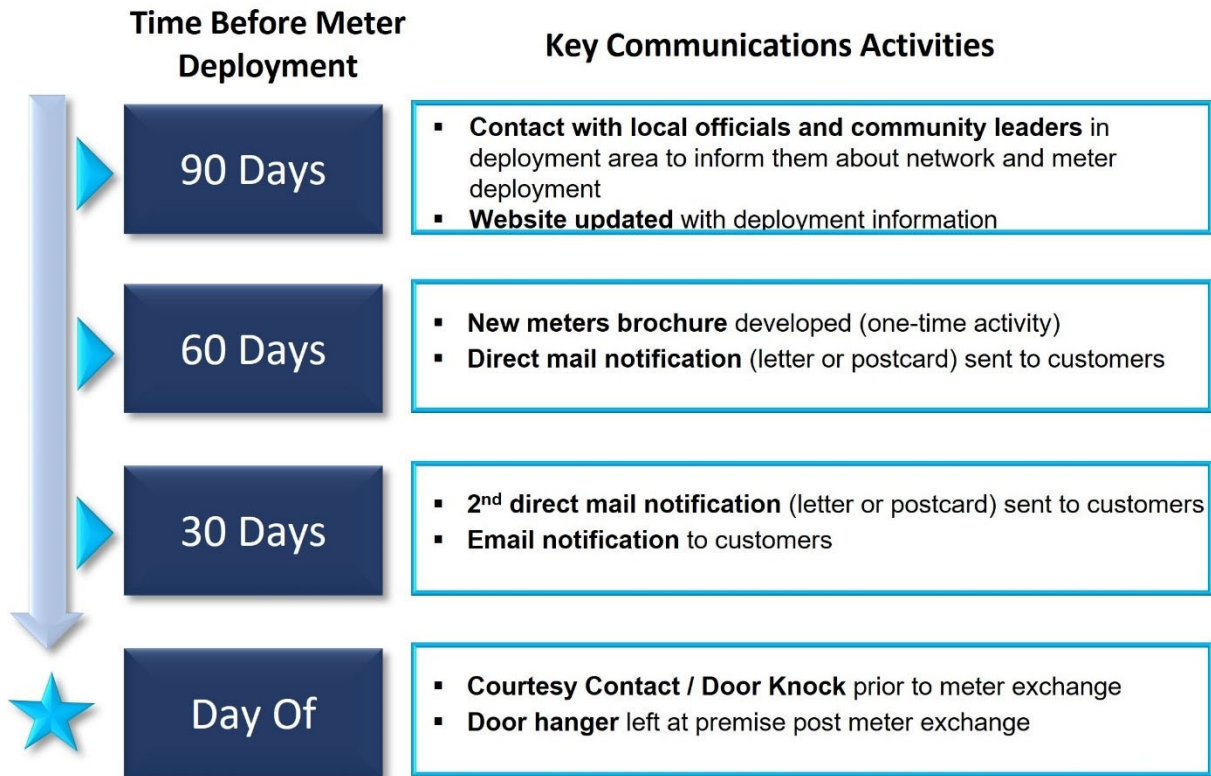 Time Before Meter
Deployment
Key Communications Activities
90 Days
▪ Contact with local officials and community leaders in
deployment area to inform them about network and meter
deployment
▪ Website updated with deployment information
60 Days
▪ New meters brochure developed (one-time activity)
▪ Direct mail notification (letter or postcard) sent to customers
30 Days
▪ 2nd direct mail notification (letter or postcard) sent to customers
▪ Email notification to customers
Day Of
▪ Courtesy Contact / Door Knock prior to meter exchange
▪ Door hanger left at premise post meter exchange